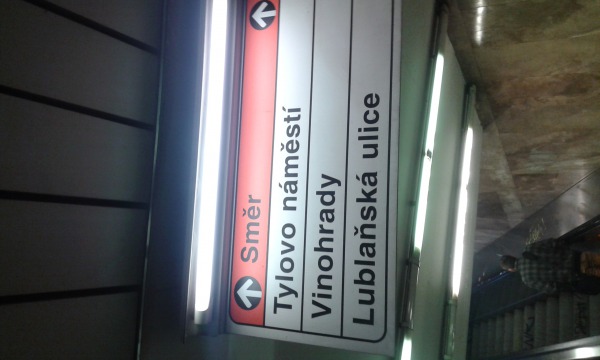 Směr
Tylovo náměstí
Vinohrady
Lublaňská ulice